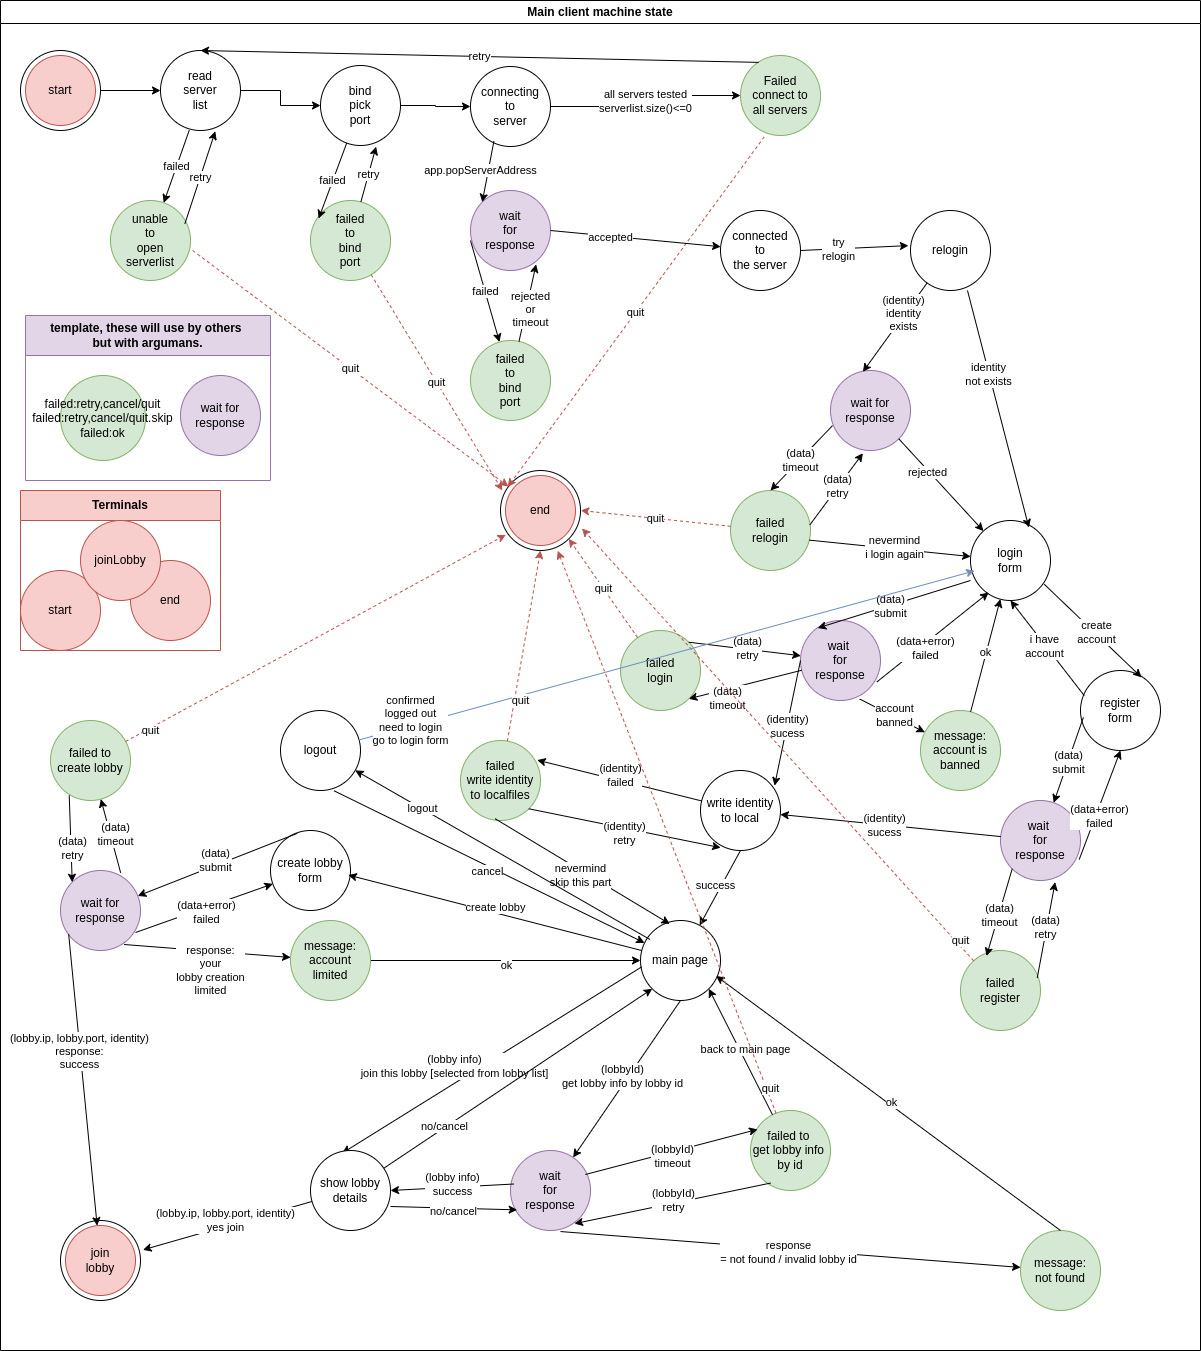 Main client machine state
start
read
server
list
bind
pick
port
connecting
to
server
all servers tested
serverlist.size()<=0
Failed
connect to
all servers
retry
failed
retry
failed
retry
app.popServerAddress
unable
to
open
serverlist
failed
to
bind
port
wait
for
response
accepted
connected
to
the server
try
relogin
relogin
failed
rejected
or
timeout
failed
to
bind
port
quit
quit
quit
(identity)
identity
exists
identity
not exists
template, these will use by others
but with argumans.
failed:retry,cancel/quit
failed:retry,cancel/quit.skip
failed:ok
wait for
response
Terminals
joinLobby
start
end
wait for
response
(data)
timeout
(data)
retry
rejected
end
quit
failed
relogin
nevermind
i login again
login
form
quit
(data)
submit
(data+error)
failed
ok
i have
account
create
account
failed
login
(data)
retry
(data)
timeout
wait
for
response
account
banned
message:
account is
banned
register
form
(identity)
sucess
(data)
submit
(data+error)
failed
wait
for
response
(identity)
sucess
(data)
timeout
(data)
retry
failed
register
quit
quit
failed to
create lobby
quit
logout
confirmed
logged out
need to login
go to login form
failed
write identity
to localfiles
(identity)
failed
(identity)
retry
write identity
to local
success
nevermind
skip this part
logout
cancel
(data)
retry
(data)
timeout
(data)
submit
create lobby
form
create lobby
wait for
response
(data+error)
failed
response:
your
lobby creation
limited
message:
account
limited
ok
main page
(lobby.ip, lobby.port, identity)
response:
success
(lobby info)
join this lobby [selected from lobby list]
(lobbyId)
get lobby info by lobby id
back to main page
quit
ok
no/cancel
failed to
get lobby info
by id
(lobbyId)
timeout
(lobbyId)
retry
show lobby
details
(lobby info)
success
no/cancel
wait
for
response
(lobby.ip, lobby.port, identity)
yes join
join
lobby
response
= not found / invalid lobby id
message:
not found